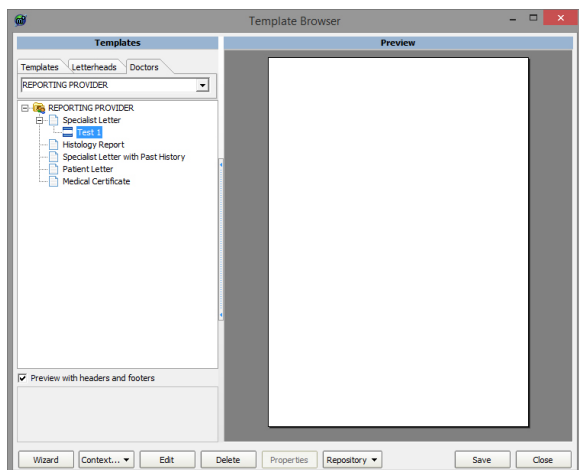 Template Browser
Templates
Preview
Templates Letterheads Doctors
REPORTING PROVIDER
REPORTING PROVIDER
Specialist Letter
Test 1
Histology Report
Specialist Letter with Past History
Patient Letter
Medical Certificate
Preview with headers and footers
Wizard Context... Edit Delete Properties Repository Save Close